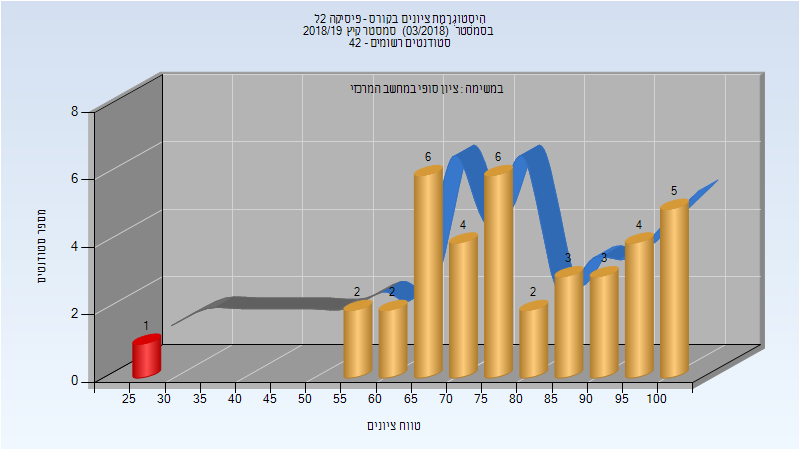 היסטוגרמת ציונים בקורס - פיסיקה 2ל
בסמסטר (03/2018) סמסטר קיץ 2018/19
סטודנטים רשומים - 42
במשימה : ציון סופי במחשב המרכזי
מספר סטודנטים
8
6
4
2
0
1
2
2
6
4
6
2
3
3
4
5
25 30 35 40 45 50 55 60 65 70 75 80 85 90 95 100
טווח ציונים